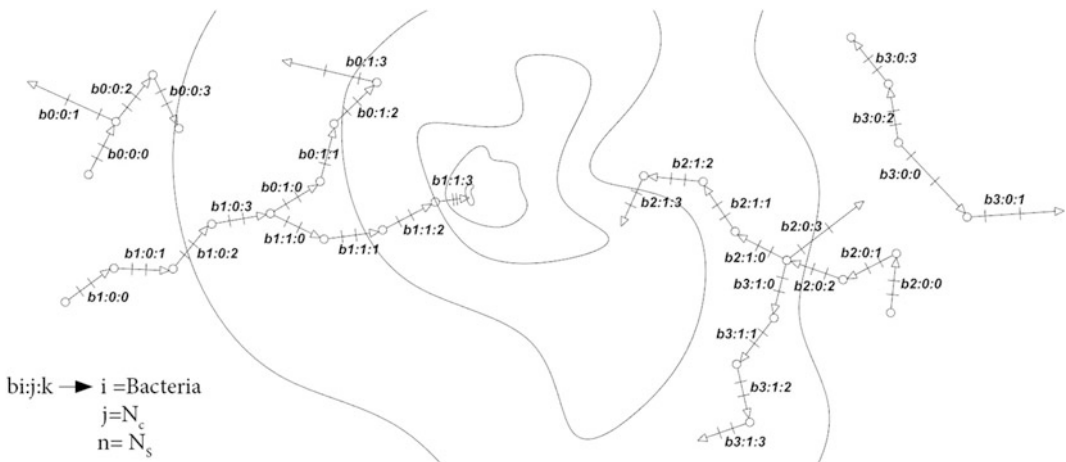 b0:0:1
b0:0:2
b0:0:3
b0:0:0
b0:1:3
b0:1:2
b0:1:1
b0:1:0
b1:0:3
b1:0:1
b1:0:2
b1:0:0
b1:1:0
b1:1:1
b1:1:2
b1:1:3
b2:1:2
b2:1:3
b2:1:1
b2:1:0
b2:0:3
b2:0:1
b2:0:2
b2:0:0
b3:0:3
b3:0:2
b3:0:0
b3:0:1
b3:1:0
b3:1:1
b3:1:2
b3:1:3
bi:j:k i =Bacteria
j=Nc
n= Ns